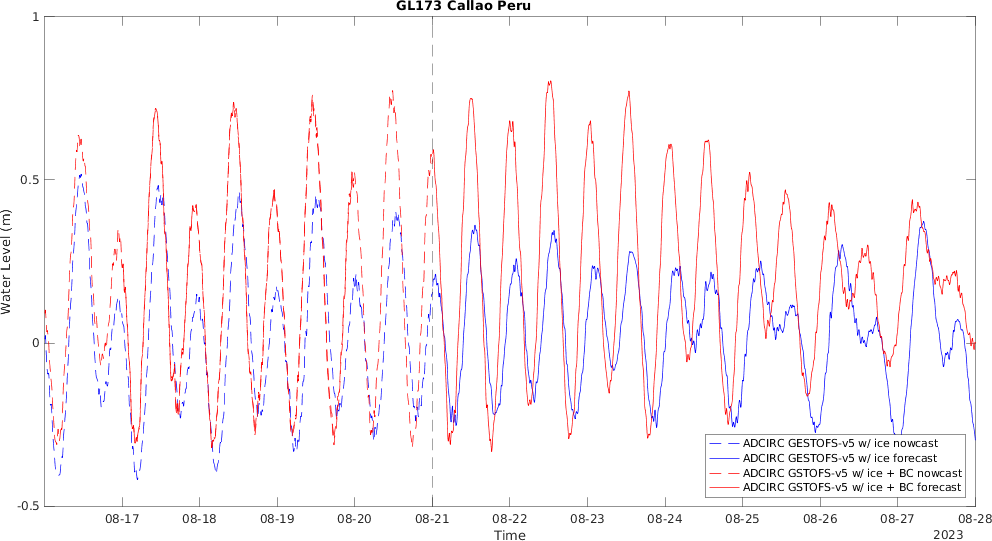 GL173 Callao Peru
1
0.5
0
-0.5
Water Level (m)
08-17
08-18
08-19
08-20
08-21
08-22
08-23
08-24
08-25
08-26
08-27
08-28
Time
2023
ADCIRC GESTOFS-v5 w/ ice nowcast
ADCIRC GESTOFS-v5 w/ ice forecast
ADCIRC GSTOFS-v5 w/ ice + BC nowcast
ADCIRC GSTOFS-v5 w/ ice + BC forecast